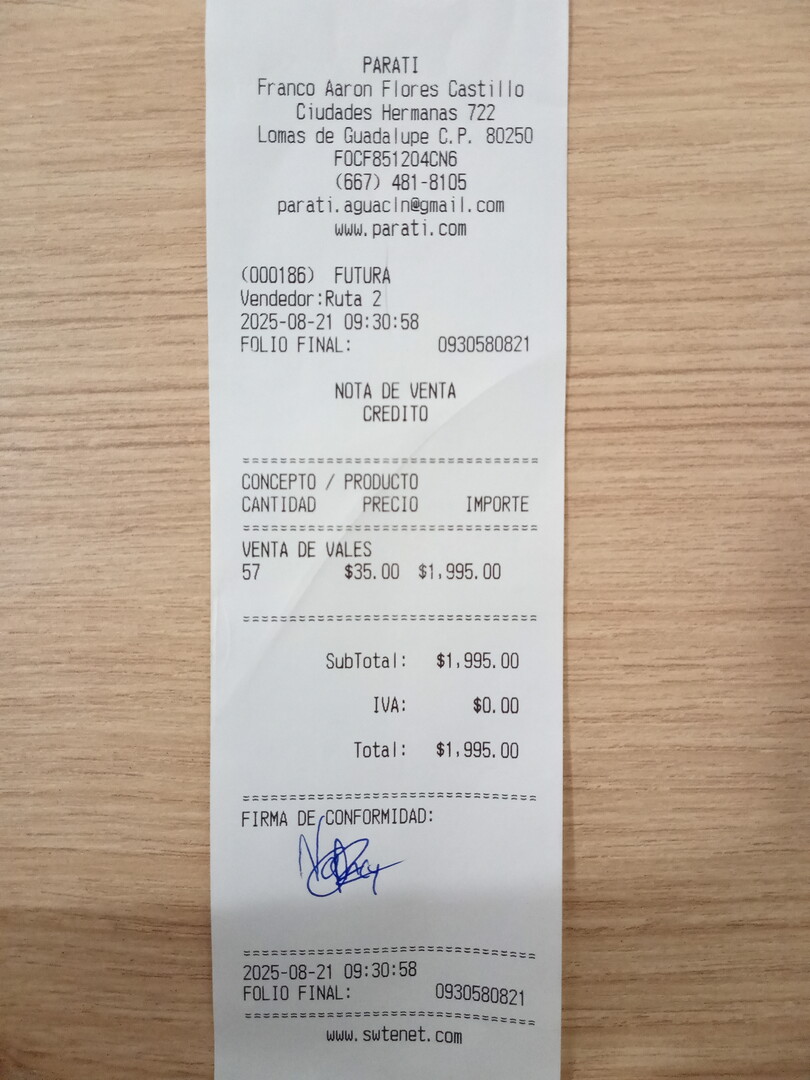 PARATI
Franco Aaron Flores Castillo
Ciudades Hermanas 722
Lomas de Guadalupe C.P. 80250
FOCF851204CN6
(667) 481-8105
parati.aguacln@gmail.com
www.parati.com
(000186) FUTURA
Vendedor:Ruta 2
2025-08-21 09:30:58
FOLIO FINAL: 0930580821
NOTA DE VENTA
CREDITO
================================
CONCEPTO / PRODUCTO
CANTIDAD PRECIO IMPORTE
================================
VENTA DE VALES
57 $35.00 $1,995.00
================================
SubTotal: $1,995.00
IVA: $0.00
Total: $1,995.00
================================
FIRMA DE CONFORMIDAD:
================================
2025-08-21 09:30:58
FOLIO FINAL: 0930580821
================================
www.swtenet.com